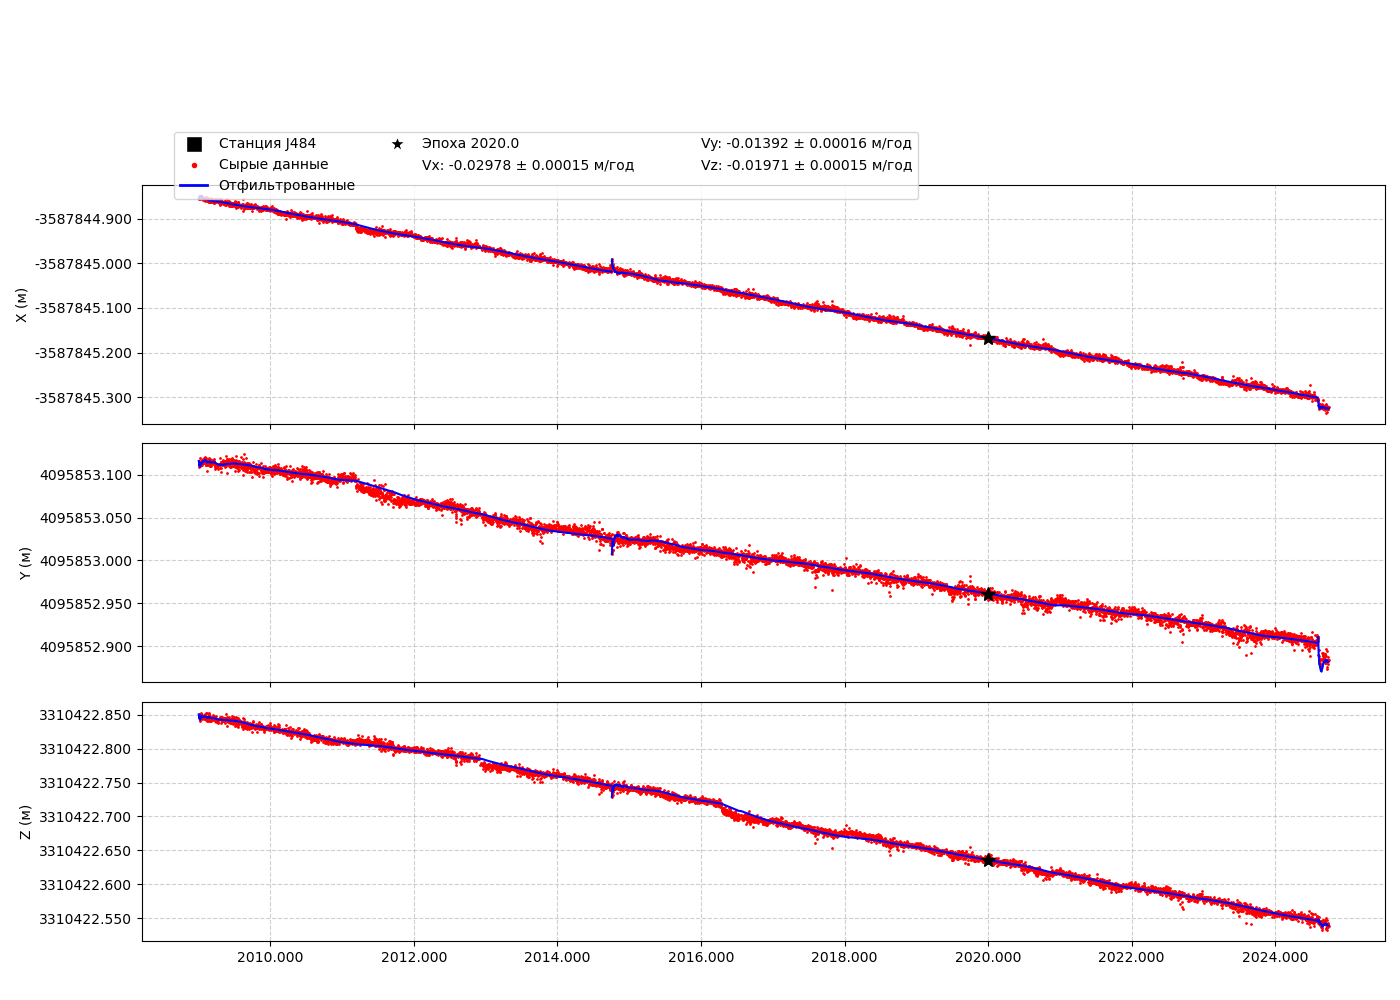 Станция J484
Сырые данные
Отфильтрованные
Эпоха 2020.0
Vx: -0.02978 ± 0.00015 м/год
Vy: -0.01392 ± 0.00016 м/год
Vz: -0.01971 ± 0.00015 м/год
X (м)
-3587844.900
-3587845.000
-3587845.100
-3587845.200
-3587845.300
Y (м)
4095853.100
4095853.050
4095853.000
4095852.950
4095852.900
Z (м)
3310422.850
3310422.800
3310422.750
3310422.700
3310422.650
3310422.600
3310422.550
2010.000 2012.000 2014.000 2016.000 2018.000 2020.000 2022.000 2024.000